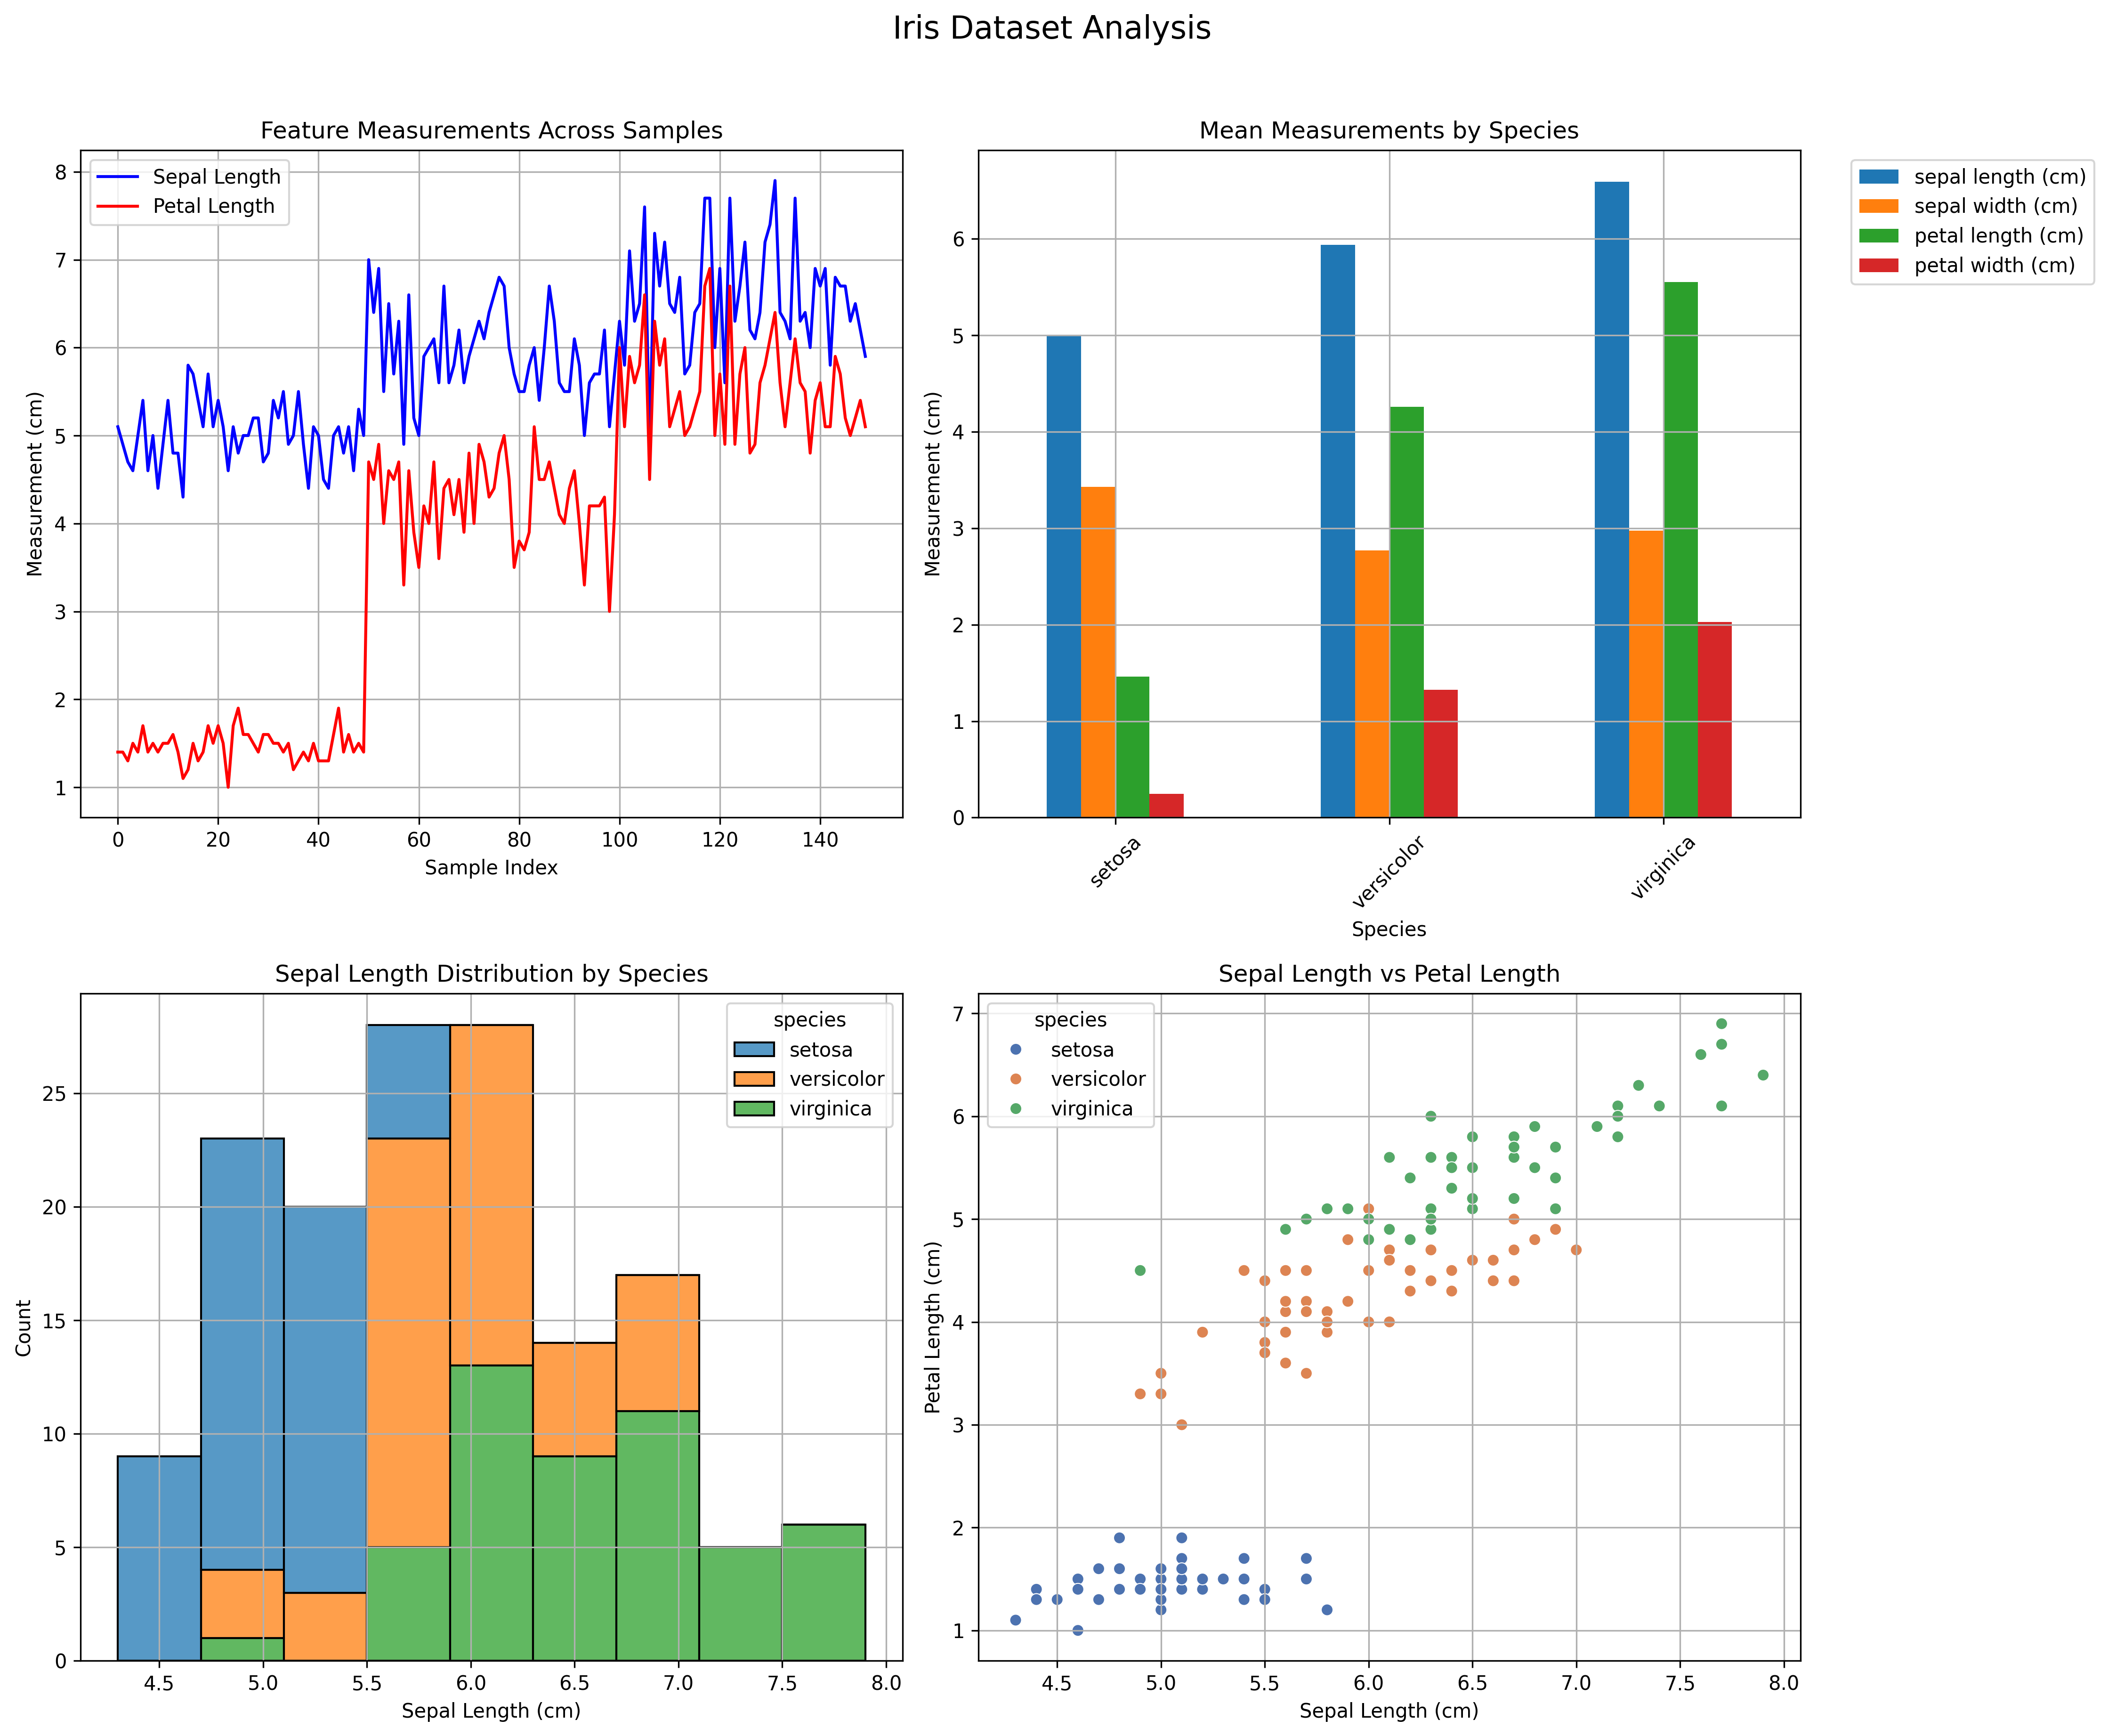 Iris Dataset Analysis
Feature Measurements Across Samples
Sepal Length
Petal Length
8
7
6
5
4
3
2
1
Measurement (cm)
0 20 40 60 80 100 120 140
Sample Index
Mean Measurements by Species
sepal length (cm)
sepal width (cm)
petal length (cm)
petal width (cm)
6
5
4
3
2
1
0
Measurement (cm)
setosa versicolor virginica
Species
Sepal Length Distribution by Species
species
setosa
versicolor
virginica
25
20
15
10
5
0
Count
4.5 5.0 5.5 6.0 6.5 7.0 7.5 8.0
Sepal Length (cm)
Sepal Length vs Petal Length
species
setosa
versicolor
virginica
7
6
5
4
3
2
1
Petal Length (cm)
4.5 5.0 5.5 6.0 6.5 7.0 7.5 8.0
Sepal Length (cm)